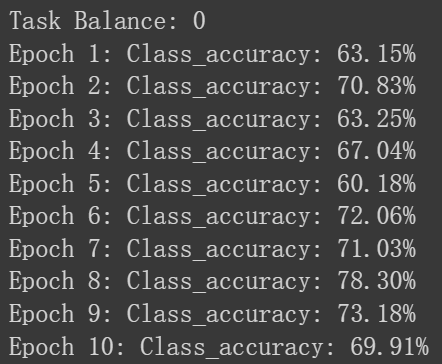 Task Balance: 0
Epoch 1: Class_accuracy: 63.15%
Epoch 2: Class_accuracy: 70.83%
Epoch 3: Class_accuracy: 63.25%
Epoch 4: Class_accuracy: 67.04%
Epoch 5: Class_accuracy: 60.18%
Epoch 6: Class_accuracy: 72.06%
Epoch 7: Class_accuracy: 71.03%
Epoch 8: Class_accuracy: 78.30%
Epoch 9: Class_accuracy: 73.18%
Epoch 10: Class_accuracy: 69.91%